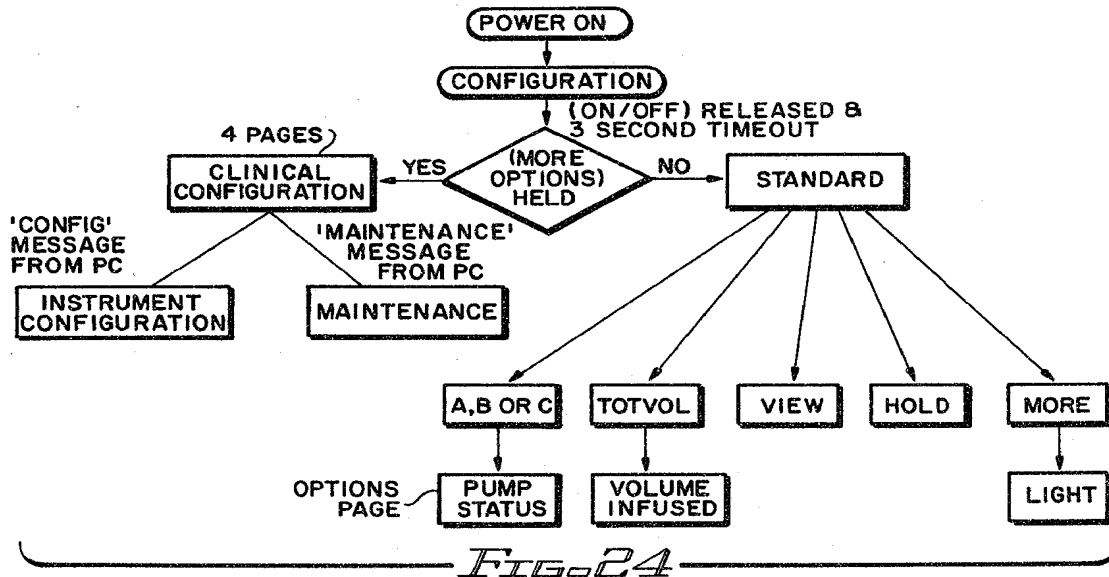 POWER ON
CONFIGURATION
(ON/OFF) RELEASED &
3 SECOND TIMEOUT
4 PAGES
CLINICAL
CONFIGURATION
YES
(MORE
OPTIONS)
HELD
NO
STANDARD
'CONFIG'
MESSAGE
FROM PC
'MAINTENANCE'
MESSAGE
FROM PC
INSTRUMENT
CONFIGURATION
MAINTENANCE
A,B OR C
TOTVOL
VIEW
HOLD
MORE
OPTIONS
PAGE
PUMP
STATUS
VOLUME
INFUSED
LIGHT
FIG.24